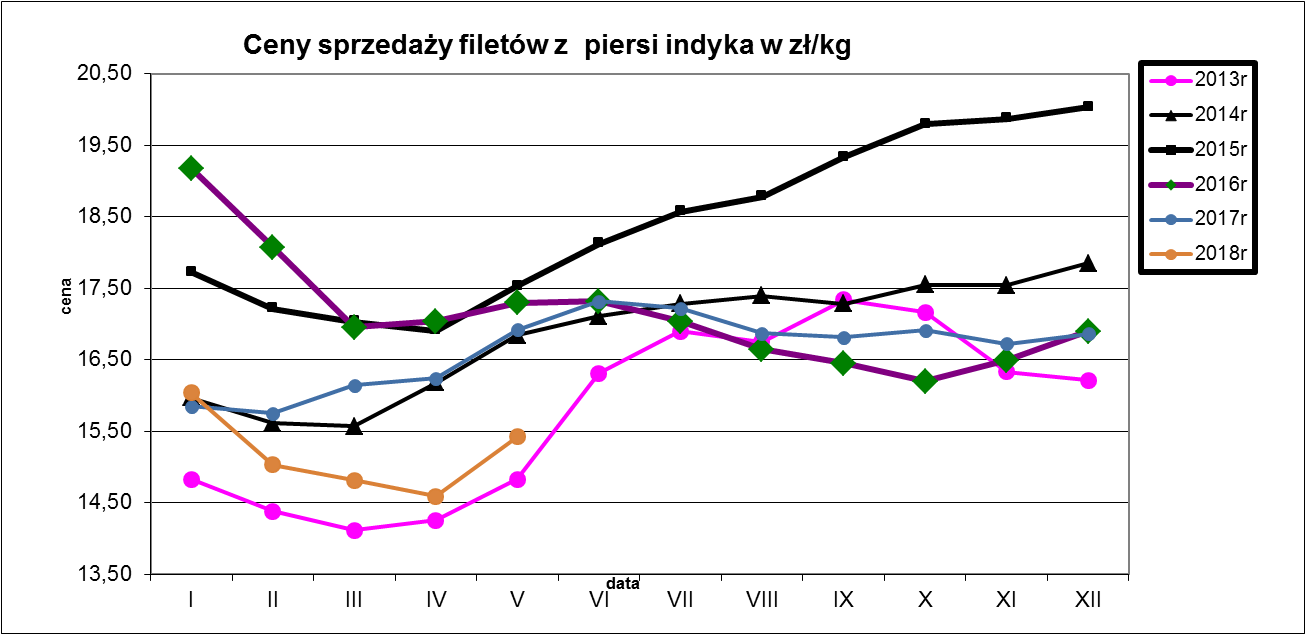 Ceny sprzedaży filetów z  piersi indyka w zł/kg
20,50
19,50
18,50
17,50
16,50
15,50
14,50
13,50
cena
I II III IV V VI VII VIII IX X XI XII
data
2013r
2014r
2015r
2016r
2017r
2018r